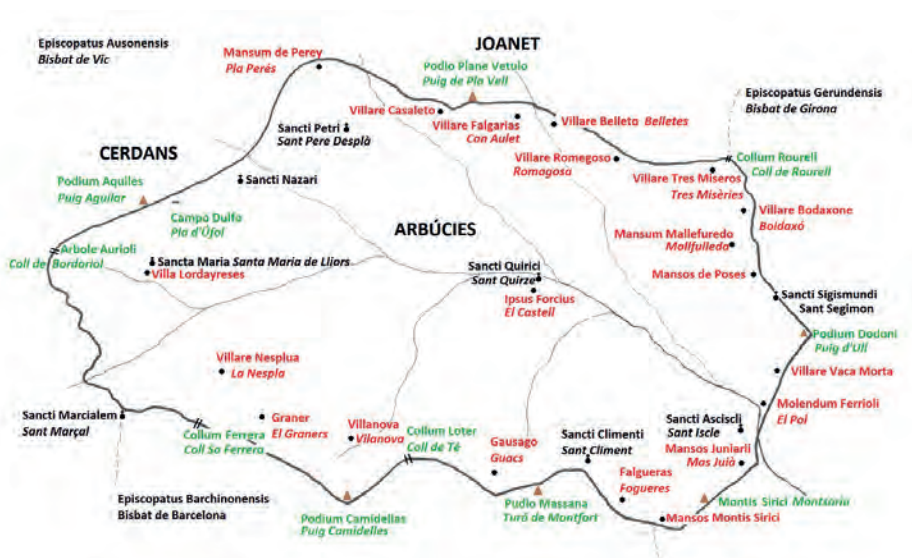 Episcopatus Ausonensis
Bisbat de Vic
Mansum de Perey
Pla Perés
JOANET
Podio Plane Vetulo
Puig de Pla Vell
Episcopatus Gerundensis
Bisbat de Girona
Villare Casaleto
Villare Falgarias
Can Aulet
Villare Belleto Belletes
Sancti Petri
Sant Pere Desplà
CERDANS
Villare Romegoso
Romagosa
Collum Rourell
Coll de Rourell
Podium Aquiles
Puig Aguilar
Sancti Nazari
Villare Tres Miseros
Tres Misèries
Campo Dulfo
Pla d'Úfol
Villare Bodaxone
Boidaxó
ARBÚCIES
Mansum Mallefuredo
Mollfulleda
Arbole Aurioli
Coll de Bordoriol
Sancta Maria Santa Maria de Lliors
Villa Lordayreses
Sancti Quirici
Sant Quirze
Mansos de Poses
Ipsus Forcius
El Castell
Sancti Sigismundi
Sant Segimon
Podium Dodoni
Puig d'Ulí
Villare Nesplua
La Nespla
Villare Vaca Morta
Sancti Marcialem
Sant Marçal
Graner
El Graners
Molendum Ferrioli
El Pol
Collum Ferrera
Coll Sa Ferrera
Villanova
Vilanova
Collum Loter
Coll de Té
Gausago
Guacs
Sancti Climenti
Sant Climent
Sancti Asciscli
Sant Iscle
Mansos Juniarii
Mas Juià
Falgueras
Fogueres
Episcopatus Barchinonensis
Bisbat de Barcelona
Podium Camidellas
Puig Camidelles
Pudio Massana
Turó de Montfort
Montis Sirici Montsoriu
Mansos Montis Sirici